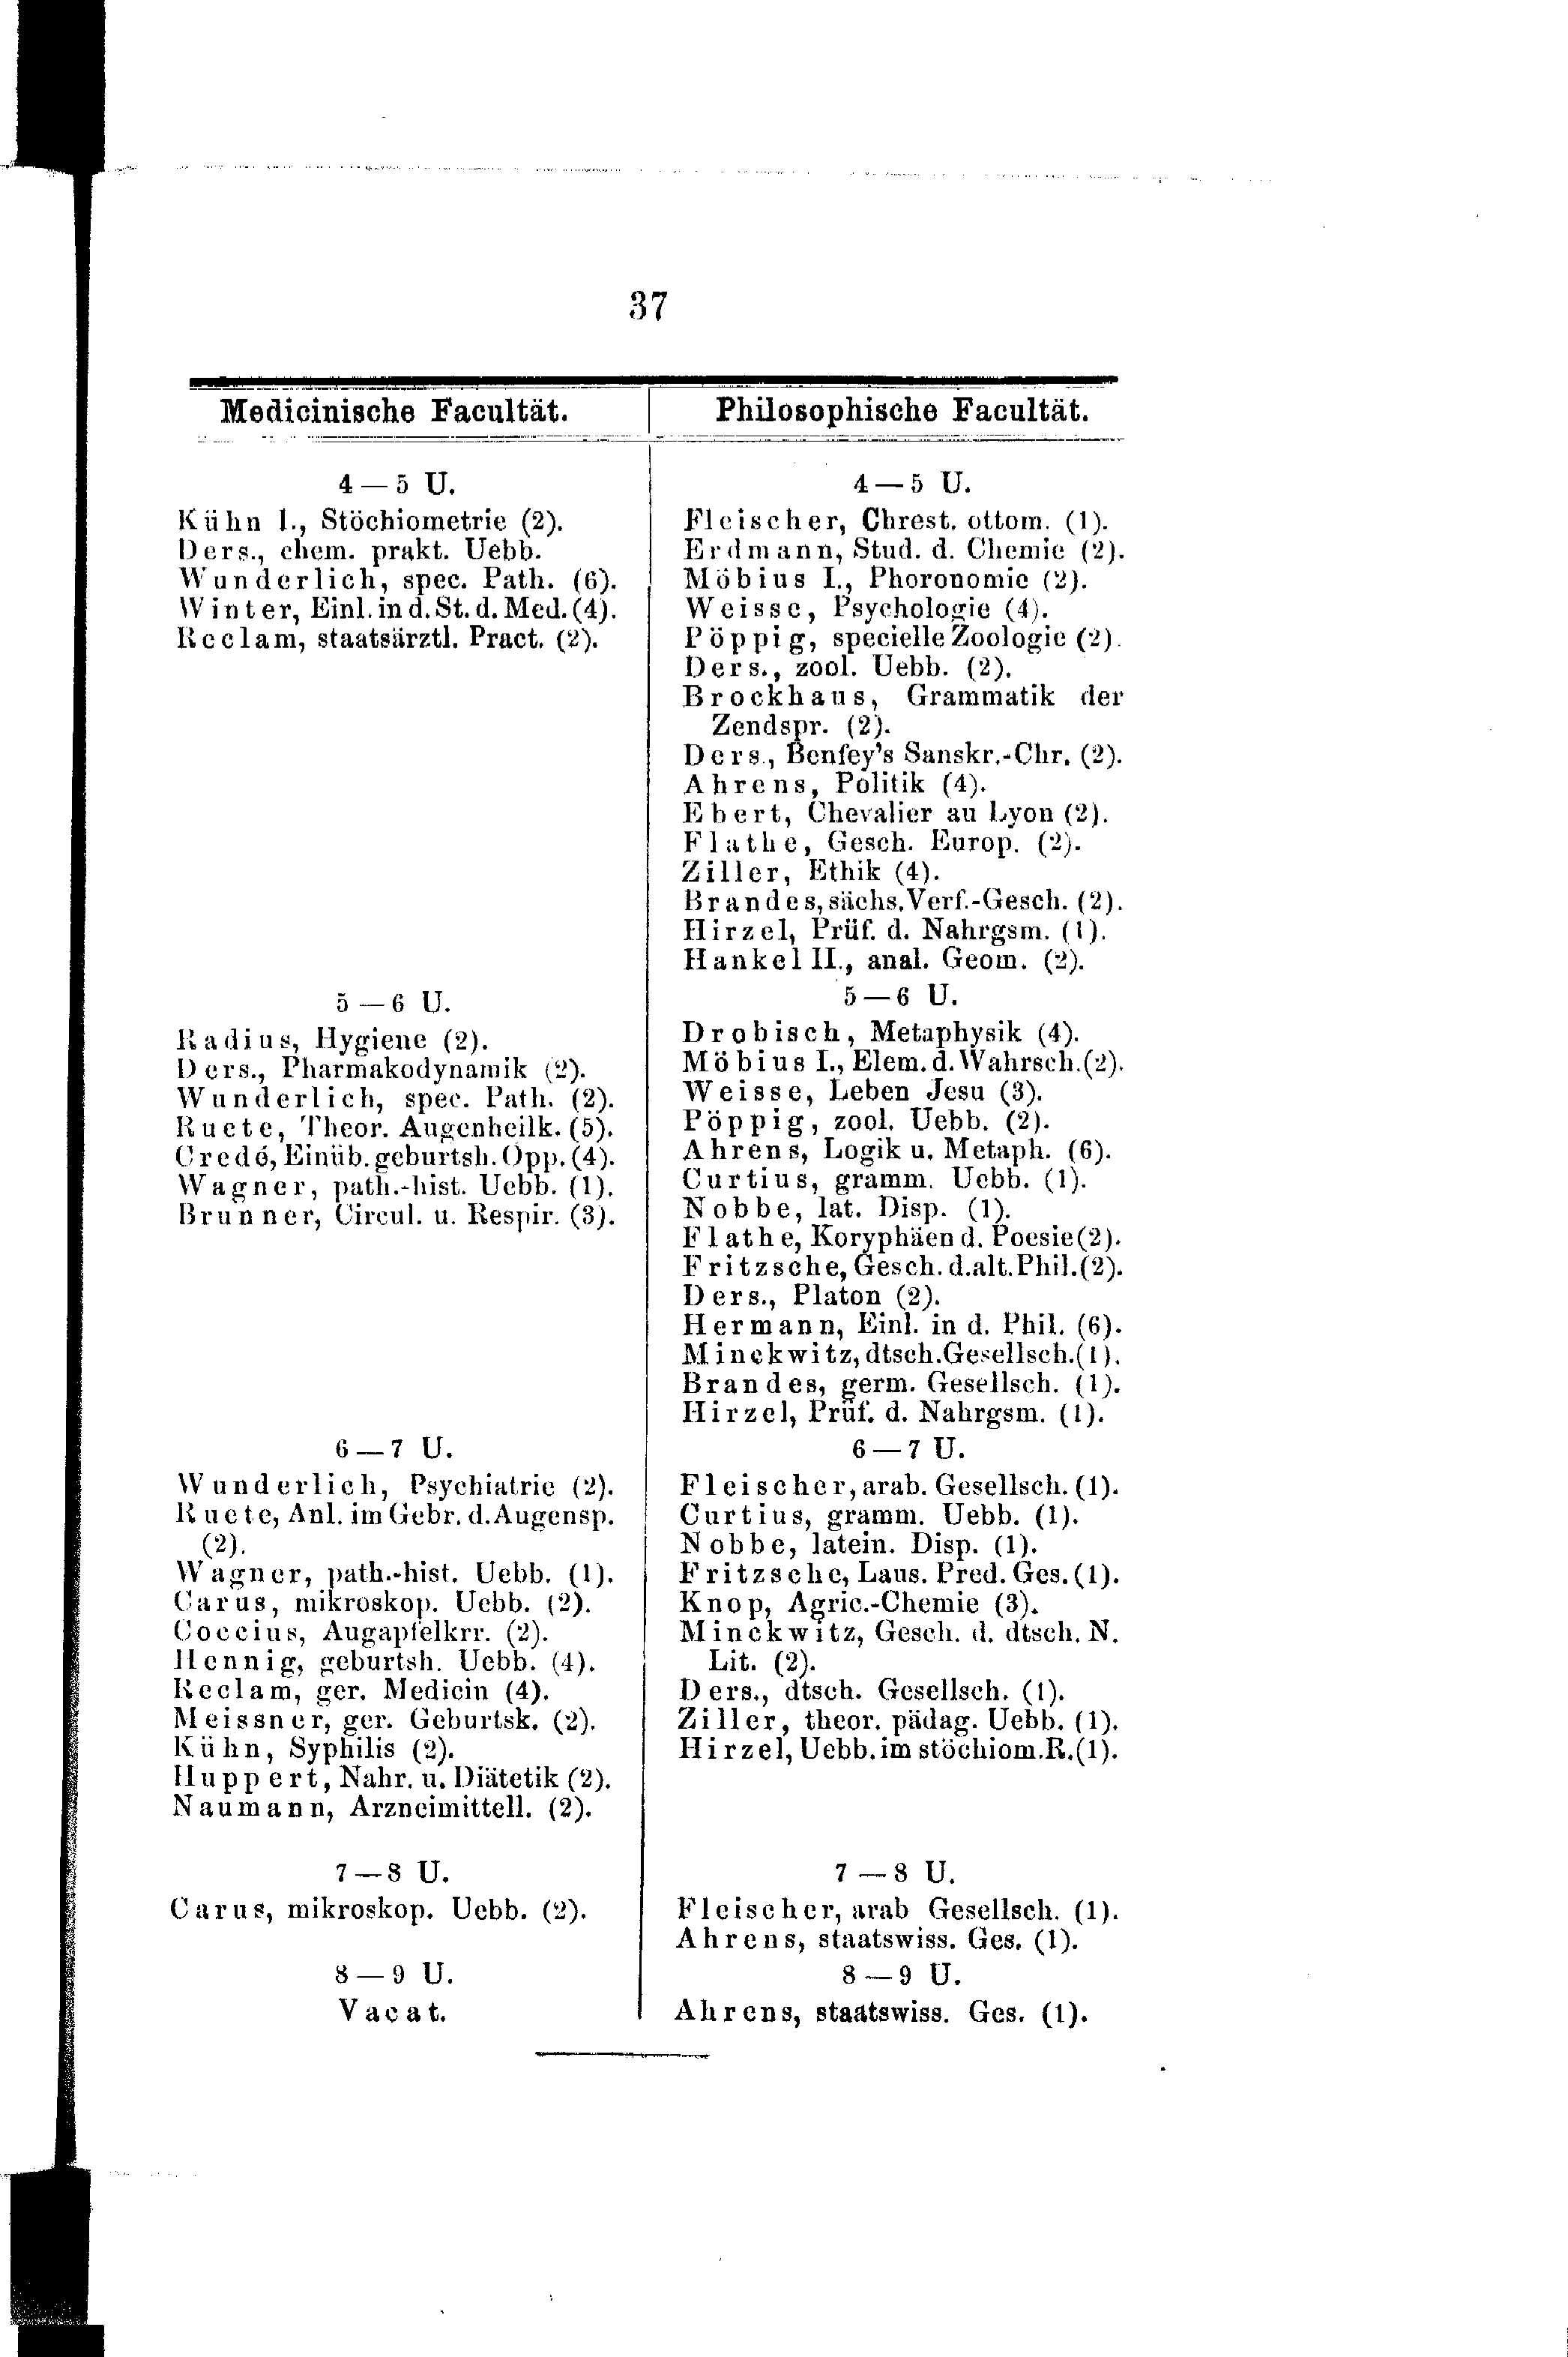 37
Medicinische Facultät.
4 — 5 U.
Kühn I., Stöchiometrie (2).
Ders., chem. prakt. Uebb.
Wunderlich, spec. Path. (6).
Winter, Einl. in d. St. d. Med. (4).
Reclam, staatsärztl. Pract. (2).
5 — 6 U.
Radius, Hygiene (2).
Ders., Pharmakodynamik (2).
Wunderlich, spec. Path. (2).
Ruete, Theor. Augenheilk. (5).
Credé, Einüb. geburtsh. Opp. (4).
Wagner, path.-hist. Uebb. (1).
Brunner, Circul. u. Respir. (3).
6 — 7 U.
Wunderlich, Psychiatrie (2).
Ruete, Anl. im Gebr. d. Augensp.
(2).
Wagner, path.-hist. Uebb. (1).
Carus, mikroskop. Uebb. (2).
Coccius, Augapfelkrr. (2).
Hennig, geburtsh. Uebb. (4).
Reclam, ger. Medicin (4).
Meissner, ger. Geburtsk. (2).
Kühn, Syphilis (2).
Huppert, Nahr. u. Diätetik (2).
Naumann, Arzneimittell. (2).
7 — 8 U.
Carus, mikroskop. Uebb. (2).
8 — 9 U.
Vacat.
Philosophische Facultät.
4 — 5 U.
Fleischer, Chrest. ottom. (1).
Erdmann, Stud. d. Chemie (2).
Möbius I., Phoronomie (2).
Weisse, Psychologie (4).
Pöppig, specielle Zoologie (2).
Ders., zool. Uebb. (2).
Brockhaus, Grammatik der
Zendspr. (2).
Ders., Benfey's Sanskr.-Chr. (2).
Ahrens, Politik (4).
Ebert, Chevalier au Lyon (2).
Flathe, Gesch. Europ. (2).
Ziller, Ethik (4).
Brandes, sächs. Verf.-Gesch. (2).
Hirzel, Prüf. d. Nahrgsm. (1).
Hankel II., anal. Geom. (2).
5 — 6 U.
Drobisch, Metaphysik (4).
Möbius I., Elem. d. Wahrsch. (2).
Weisse, Leben Jesu (3).
Pöppig, zool. Uebb. (2).
Ahrens, Logik u. Metaph. (6).
Curtius, gramm. Uebb. (1).
Nobbe, lat. Disp. (1).
Flathe, Koryphäen d. Poesie (2).
Fritzsche, Gesch. d. alt. Phil. (2).
Ders., Platon (2).
Hermann, Einl. in d. Phil. (6).
Minckwitz, dtsch. Gesellsch. (1).
Brandes, germ. Gesellsch. (1).
Hirzel, Prüf. d. Nahrgsm. (1).
6 — 7 U.
Fleischer, arab. Gesellsch. (1).
Curtius, gramm. Uebb. (1).
Nobbe, latein. Disp. (1).
Fritzsche, Laus. Pred. Ges. (1).
Knop, Agric.-Chemie (3).
Minckwitz, Gesch. d. dtsch. N.
Lit. (2).
Ders., dtsch. Gesellsch. (1).
Ziller, theor. pädag. Uebb. (1).
Hirzel, Uebb. im stöchiom. R. (1).
7 — 8 U.
Fleischer, arab Gesellsch. (1).
Ahrens, staatswiss. Ges. (1).
8 — 9 U.
Ahrens, staatswiss. Ges. (1).